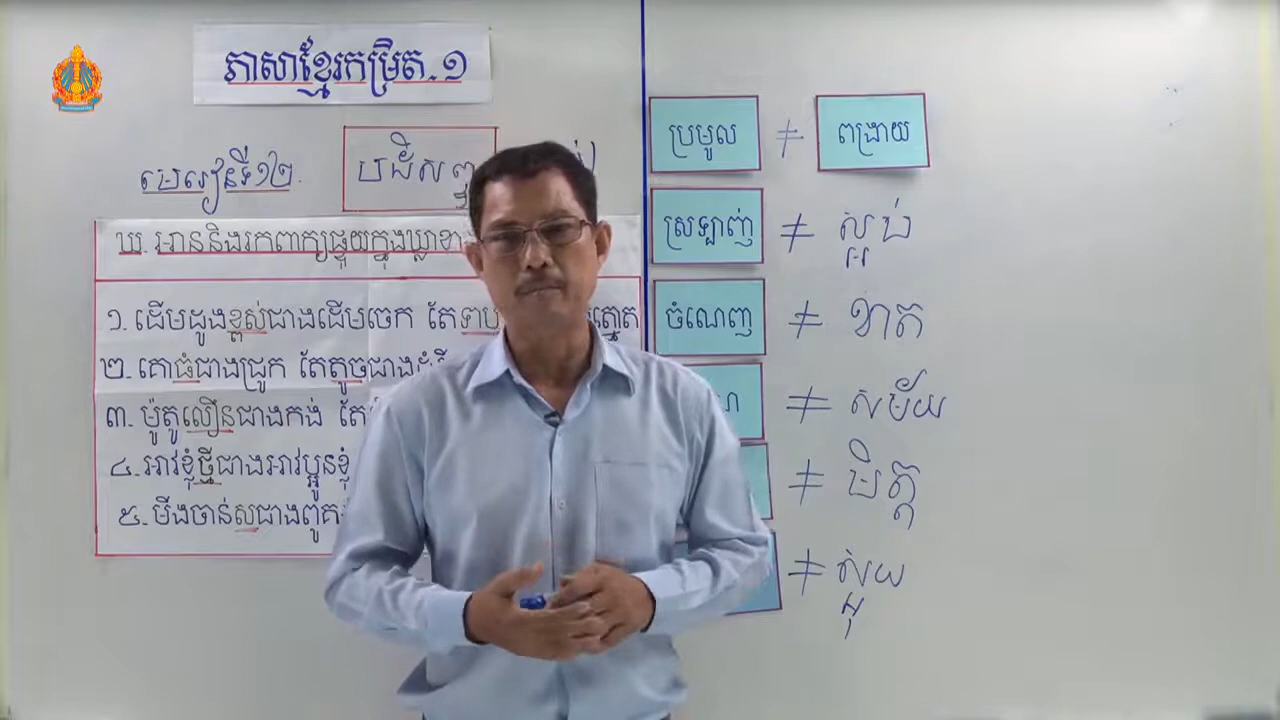 ភាសាខ្មែរកម្រិត.១
មេរៀនទី១២.
ឃ. អាននិងរកពាក្យផ្ទុយក្នុងឃ្លា
១. ដើមដូងខ្ពស់ជាងដើមចេក តែទាប
២. គោធំជាងជ្រូក តែតូចជាង
៣. ម៉ូតូលឿនជាងកង់ តែ
៤. អាវខ្ញុំថ្មីជាងអាវប្អូនខ្ញុំ
៥. មីងចាន់សជាងពូ
ប្រមូល ≠ ពង្រាយ
ស្រឡាញ់ ≠ ស្អប់
ចំណេញ ≠ ខាត
≠ សម័យ
≠ មិត្ត
≠ ស្អុយ